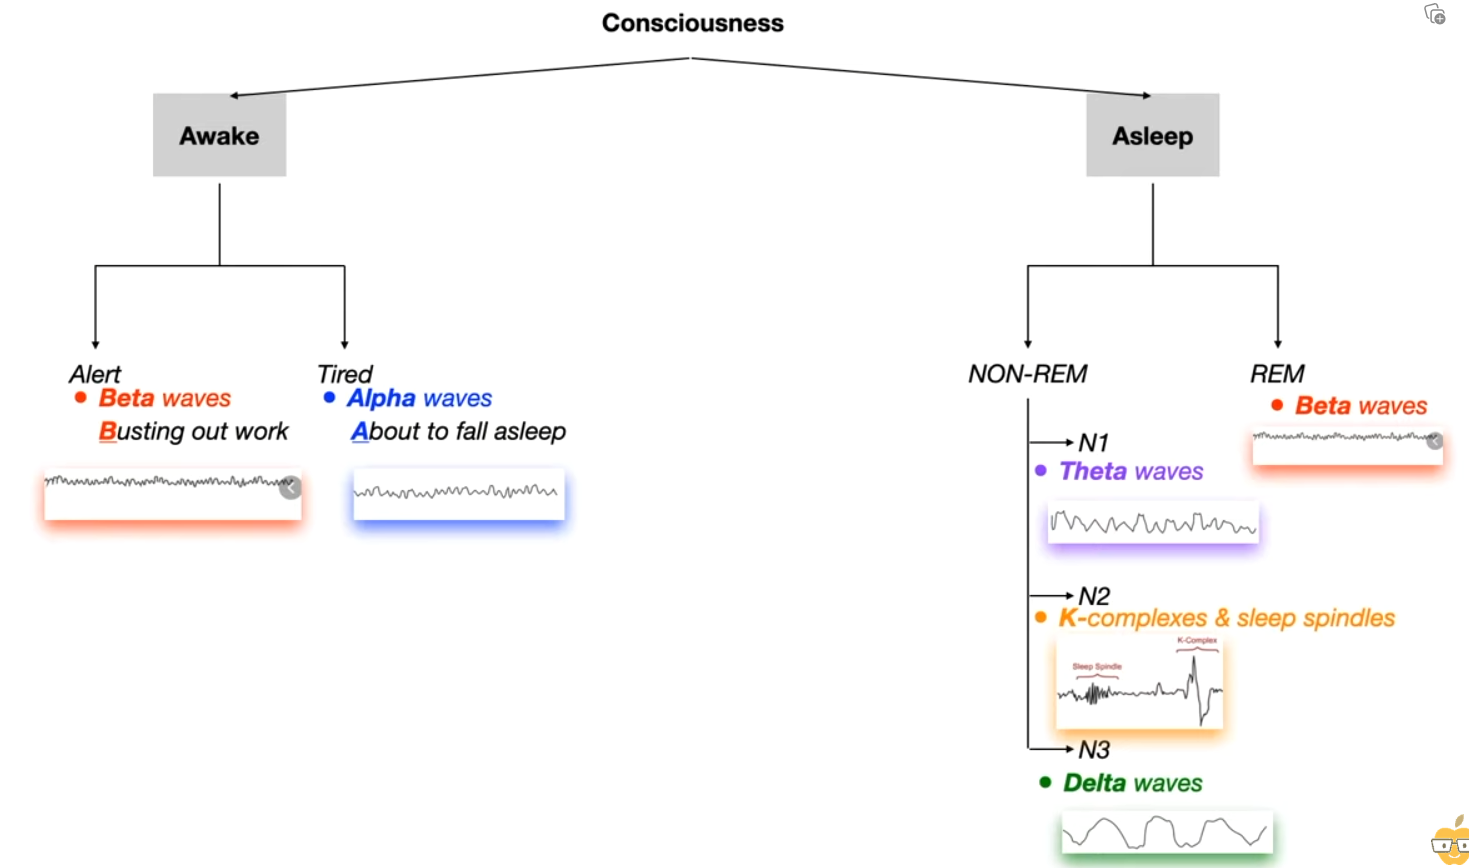 Consciousness
Awake
Asleep
Alert
Beta waves
Busting out work
Tired
Alpha waves
About to fall asleep
NON-REM
N1
Theta waves
N2
K-complexes & sleep spindles
K-Complex
Sleep Spindle
N3
Delta waves
REM
Beta waves